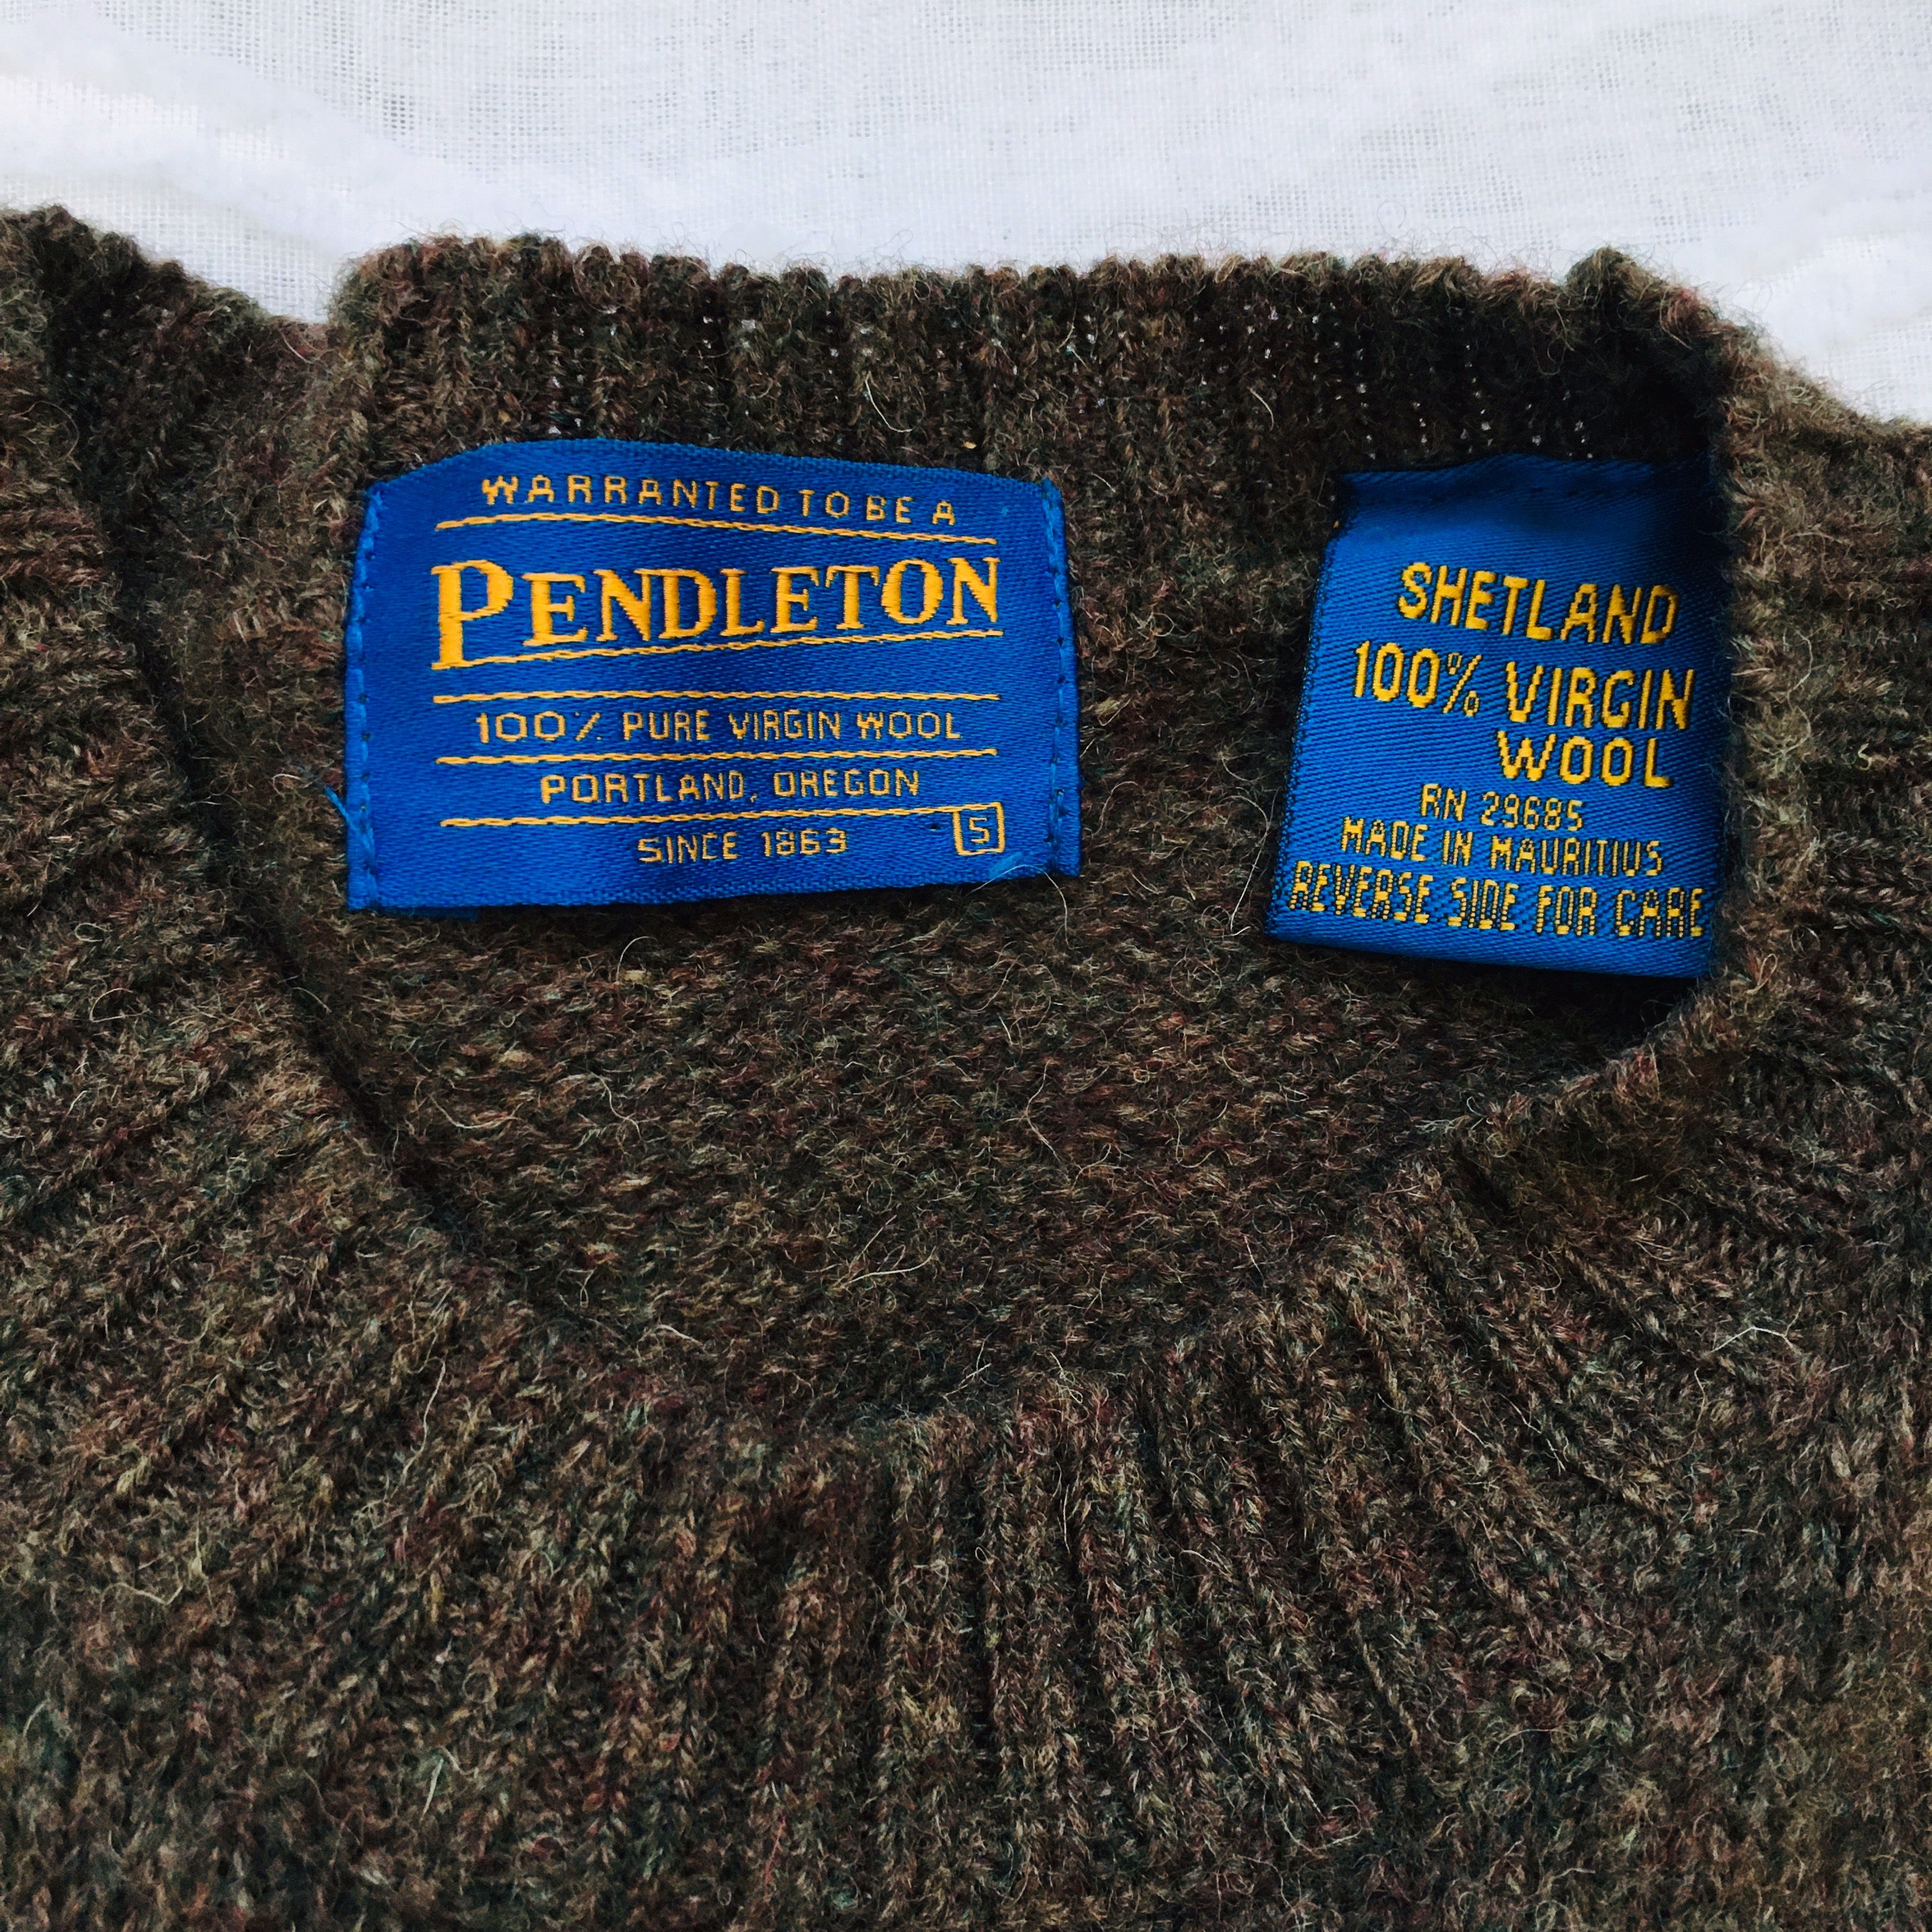 WARRANTED TO BE A
PENDLETON
100% PURE VIRGIN WOOL
PORTLAND, OREGON
SINCE 1863
S
SHETLAND
100% VIRGIN
WOOL
RN 29685
MADE IN MAURITIUS
REVERSE SIDE FOR CARE